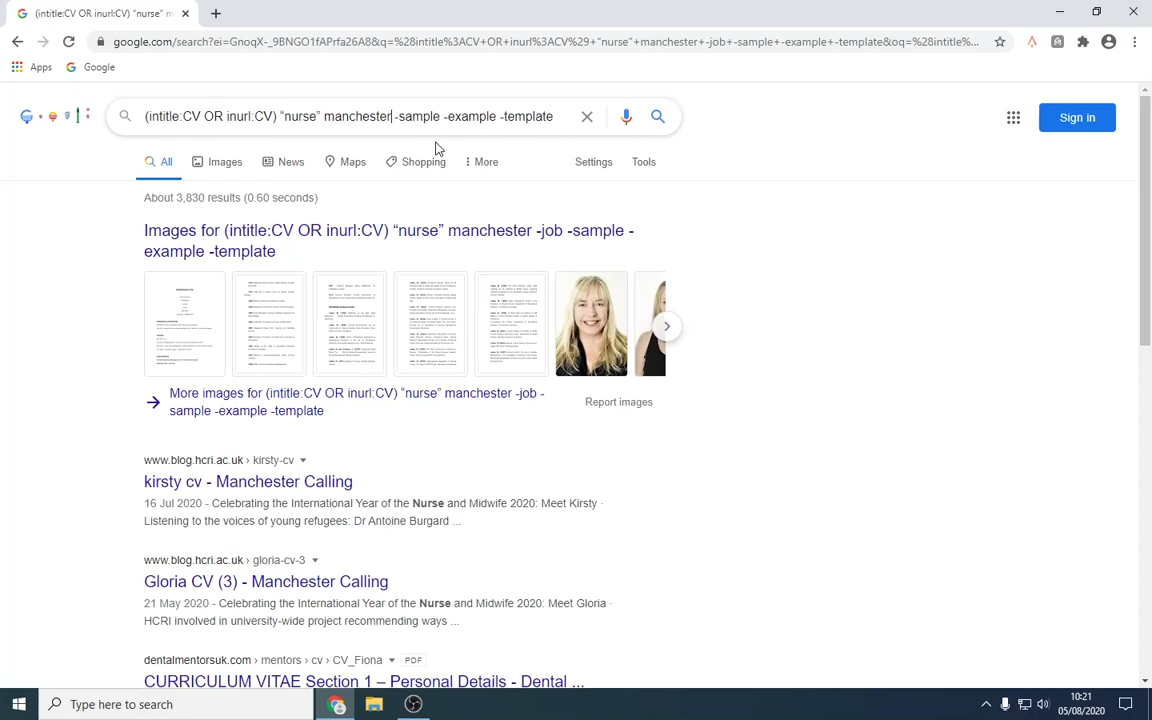 (intitle:CV OR inurl:CV) “nurse” m
google.com/search?ei=GnoqX-_9BNGO1fAPrfa26A8&q=%28intitle%3ACV+OR+inurl%3ACV%29+“nurse”+manchester+-job+-sample+-example+-template&oq=%28intitle%...
Apps Google
(intitle:CV OR inurl:CV) “nurse” manchester -sample -example -template
Sign in
All Images News Maps Shopping More Settings Tools
About 3,830 results (0.60 seconds)
Images for (intitle:CV OR inurl:CV) “nurse” manchester -job -sample -
example -template
More images for (intitle:CV OR inurl:CV) “nurse” manchester -job -
sample -example -template
Report images
www.blog.hcri.ac.uk › kirsty-cv
kirsty cv - Manchester Calling
16 Jul 2020 - Celebrating the International Year of the Nurse and Midwife 2020: Meet Kirsty ·
Listening to the voices of young refugees: Dr Antoine Burgard ...
www.blog.hcri.ac.uk › gloria-cv-3
Gloria CV (3) - Manchester Calling
21 May 2020 - Celebrating the International Year of the Nurse and Midwife 2020: Meet Gloria ·
HCRI involved in university-wide project recommending ways ...
dentalmentorsuk.com › mentors › cv › CV_Fiona PDF
CURRICULUM VITAE Section 1 – Personal Details - Dental ...
Type here to search
10:21
05/08/2020